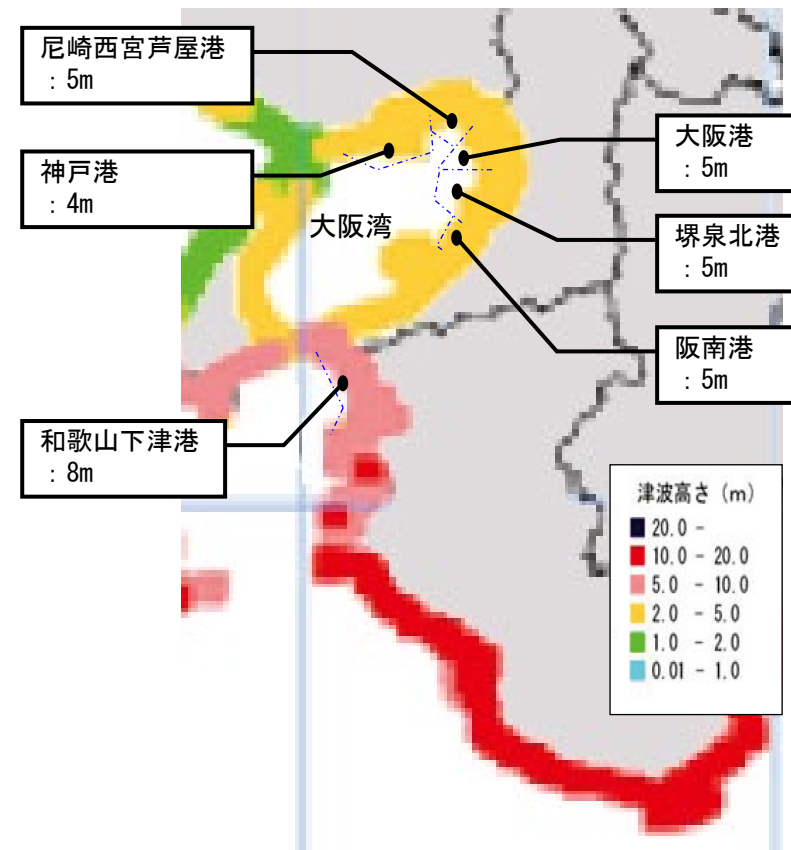 尼崎西宮芦屋港
：5m
神戸港
：4m
大阪湾
大阪港
：5m
堺泉北港
：5m
阪南港
：5m
和歌山下津港
：8m
津波高さ（m）
20.0 -
10.0 - 20.0
5.0 - 10.0
2.0 - 5.0
1.0 - 2.0
0.01 - 1.0